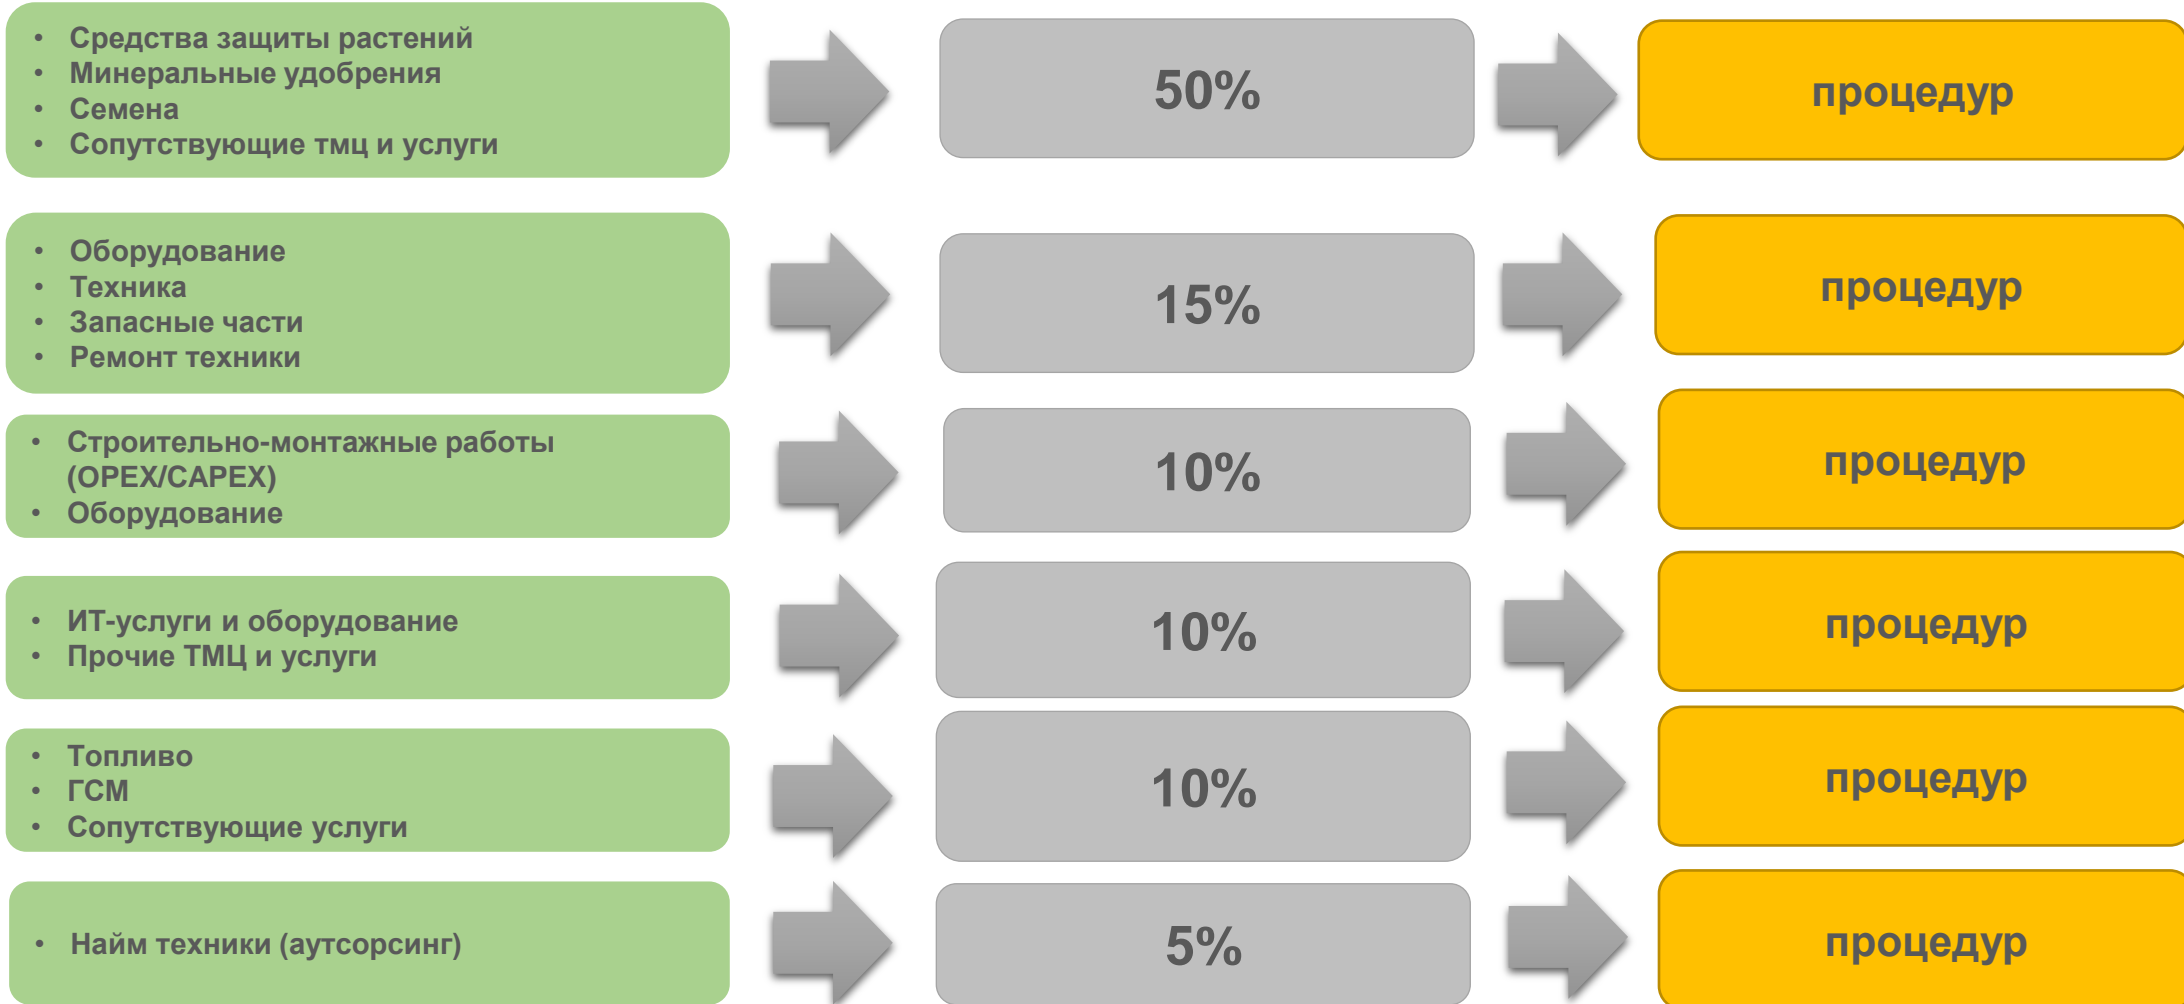 • Средства защиты растений
• Минеральные удобрения
• Семена
• Сопутствующие тмц и услуги
50%
процедур
• Оборудование
• Техника
• Запасные части
• Ремонт техники
15%
процедур
• Строительно-монтажные работы
(OPEX/CAPEX)
• Оборудование
10%
процедур
• ИТ-услуги и оборудование
• Прочие ТМЦ и услуги
10%
процедур
• Топливо
• ГСМ
• Сопутствующие услуги
10%
процедур
• Найм техники (аутсорсинг)
5%
процедур